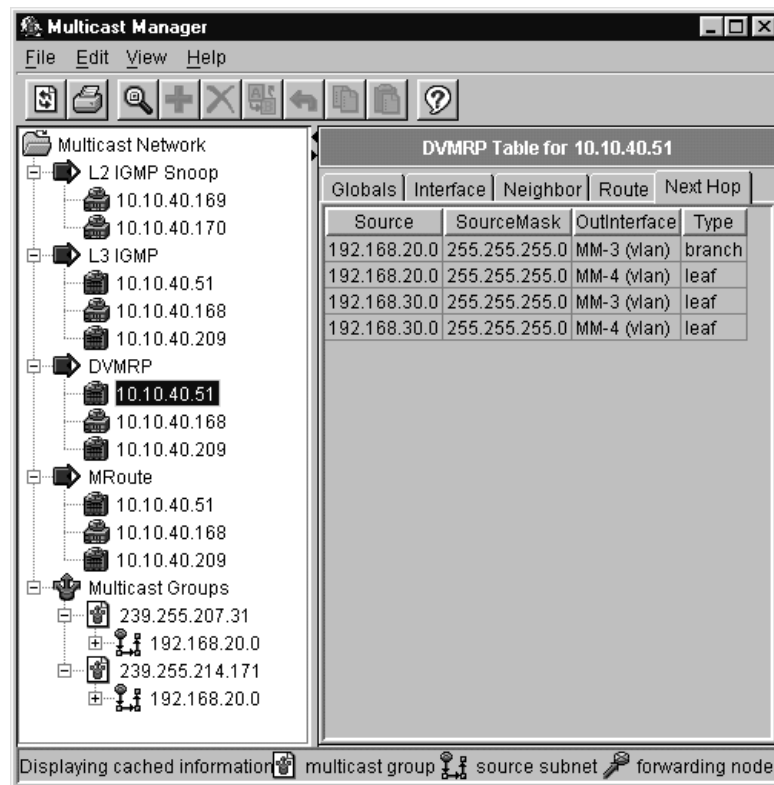 Multicast Manager
File Edit View Help
Multicast Network
L2 IGMP Snoop
10.10.40.169
10.10.40.170
L3 IGMP
10.10.40.51
10.10.40.168
10.10.40.209
DVMRP
10.10.40.51
10.10.40.168
10.10.40.209
MRoute
10.10.40.51
10.10.40.168
10.10.40.209
Multicast Groups
239.255.207.31
192.168.20.0
239.255.214.171
192.168.20.0
DVMRP Table for 10.10.40.51
Globals Interface Neighbor Route Next Hop
Source SourceMask OutInterface Type
192.168.20.0 255.255.255.0 MM-3 (vlan) branch
192.168.20.0 255.255.255.0 MM-4 (vlan) leaf
192.168.30.0 255.255.255.0 MM-3 (vlan) leaf
192.168.30.0 255.255.255.0 MM-4 (vlan) leaf
Displaying cached information multicast group source subnet forwarding node